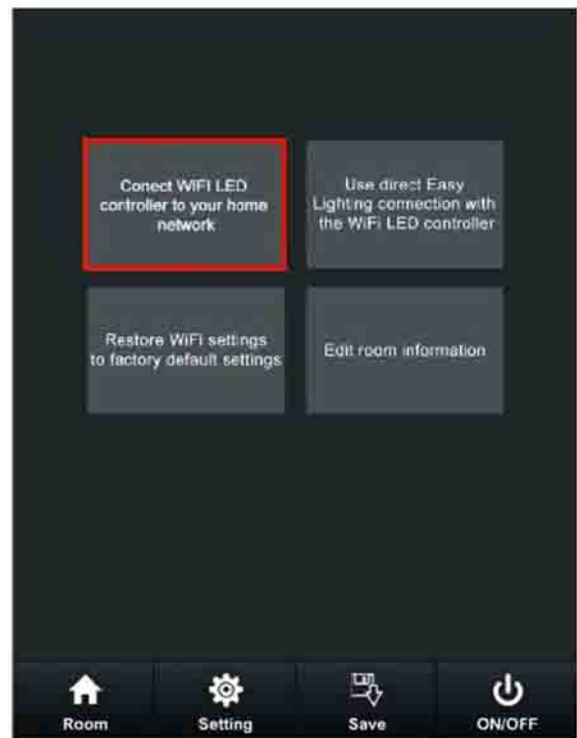 Conect WIFI LED
controller to your home
network
Use direct Easy
Lighting connection with
the WiFi LED controller
Restore WiFi settings
to factory default settings
Edit room information
Room
Setting
Save
ON/OFF